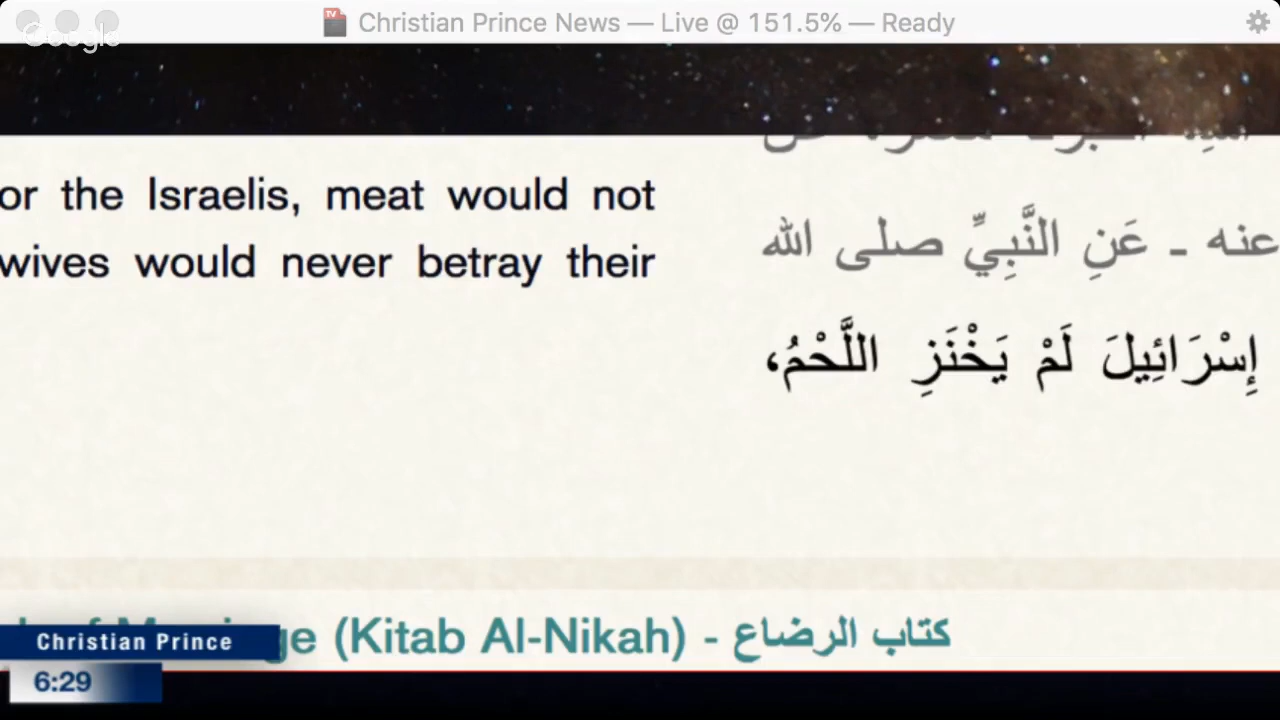 Christian Prince News — Live @ 151.5% — Ready
Google
or the Israelis, meat would not
wives would never betray their
عنه ـ عَنِ النَّبِيِّ صلى الله
إِسْرَائِيلَ لَمْ يَخْنَزِ اللَّحْمُ،
(Kitab Al-Nikah) - كتاب الرضاع
Christian Prince
6:29